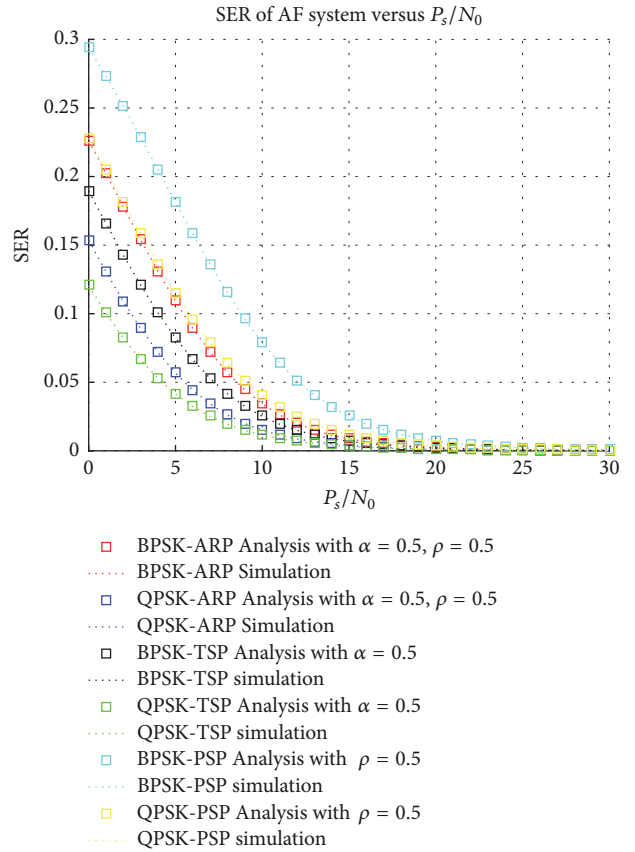 SER of AF system versus P_s/N_0
0.3
0.25
0.2
0.15
0.1
0.05
0
SER
0 5 10 15 20 25 30
P_s/N_0
BPSK-ARP Analysis with α = 0.5, ρ = 0.5
BPSK-ARP Simulation
QPSK-ARP Analysis with α = 0.5, ρ = 0.5
QPSK-ARP Simulation
BPSK-TSP Analysis with α = 0.5
BPSK-TSP simulation
QPSK-TSP Analysis with α = 0.5
QPSK-TSP simulation
BPSK-PSP Analysis with ρ = 0.5
BPSK-PSP simulation
QPSK-PSP Analysis with ρ = 0.5
QPSK-PSP simulation